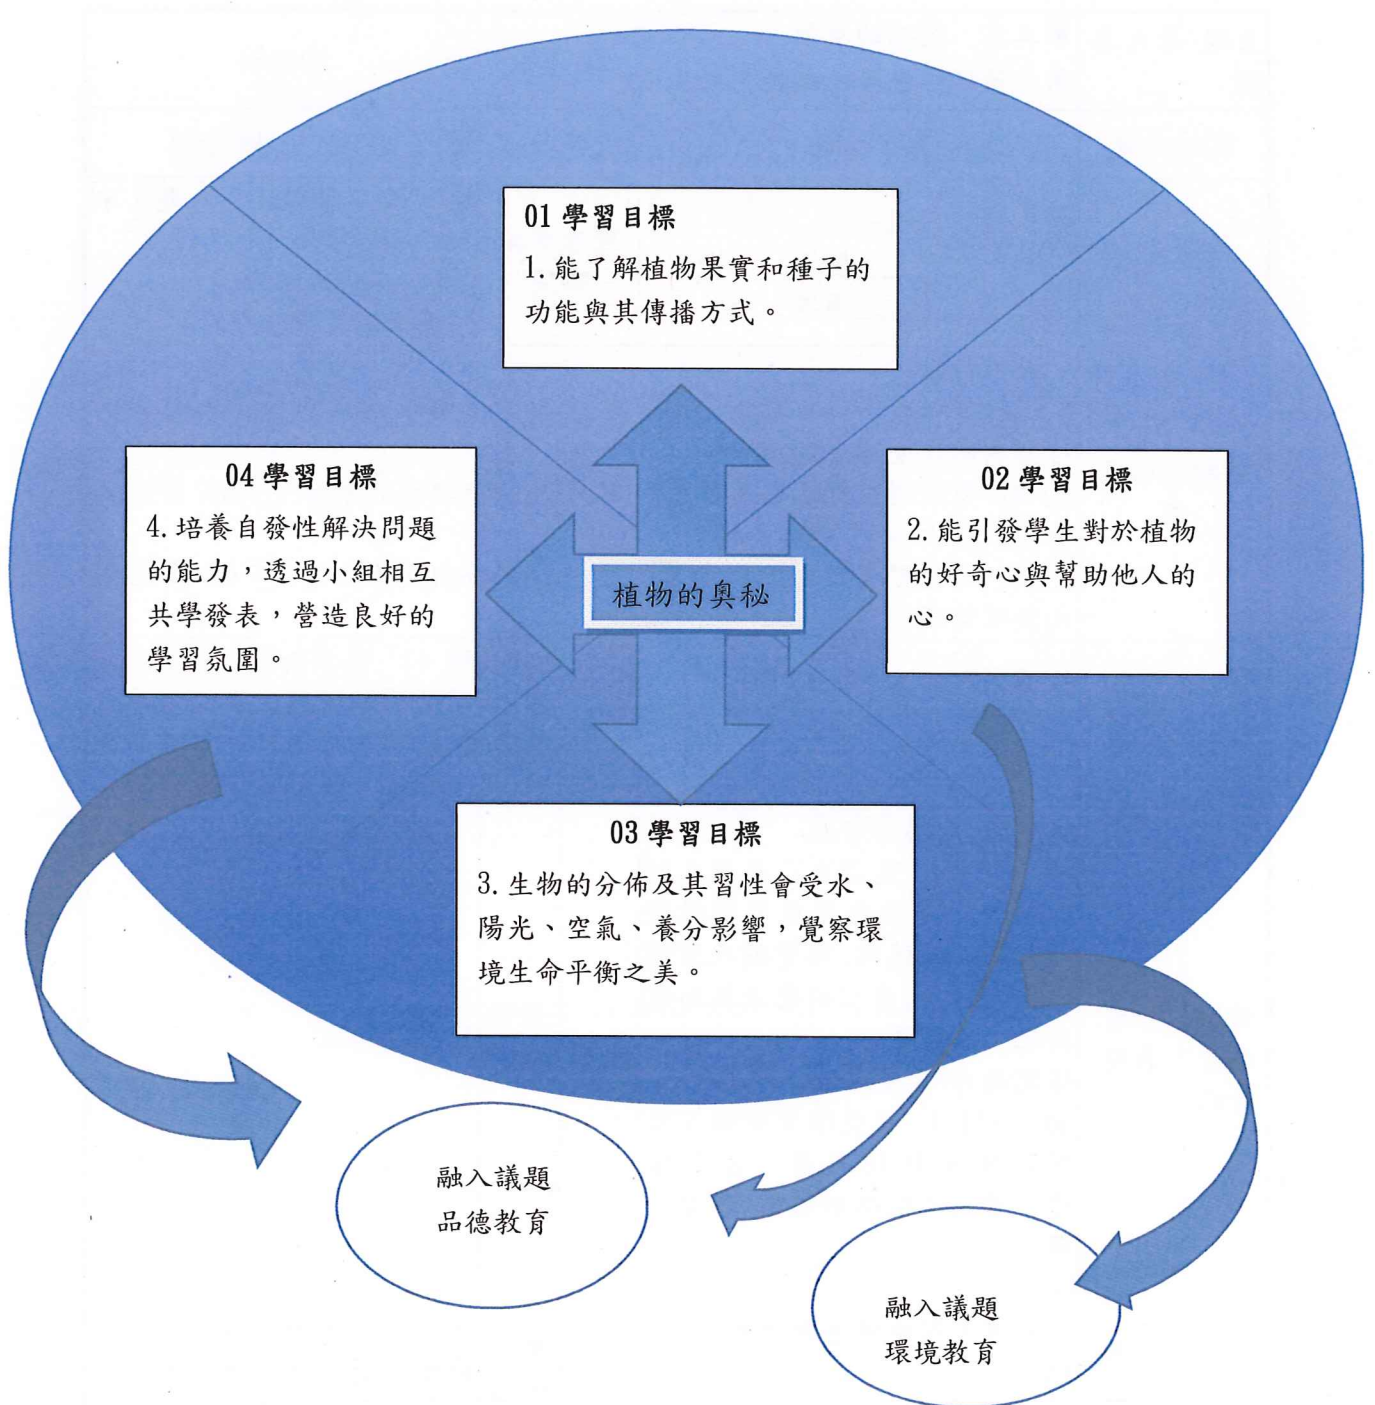 01 學習目標
1.能了解植物果實和種子的
功能與其傳播方式。
04 學習目標
4.培養自發性解決問題
的能力，透過小組相互
共學發表，營造良好的
學習氛圍。
植物的奧秘
02 學習目標
2.能引發學生對於植物
的好奇心與幫助他人的
心。
03 學習目標
3.生物的分佈及其習性會受水、
陽光、空氣、養分影響，覺察環
境生命平衡之美。
融入議題
品德教育
融入議題
環境教育